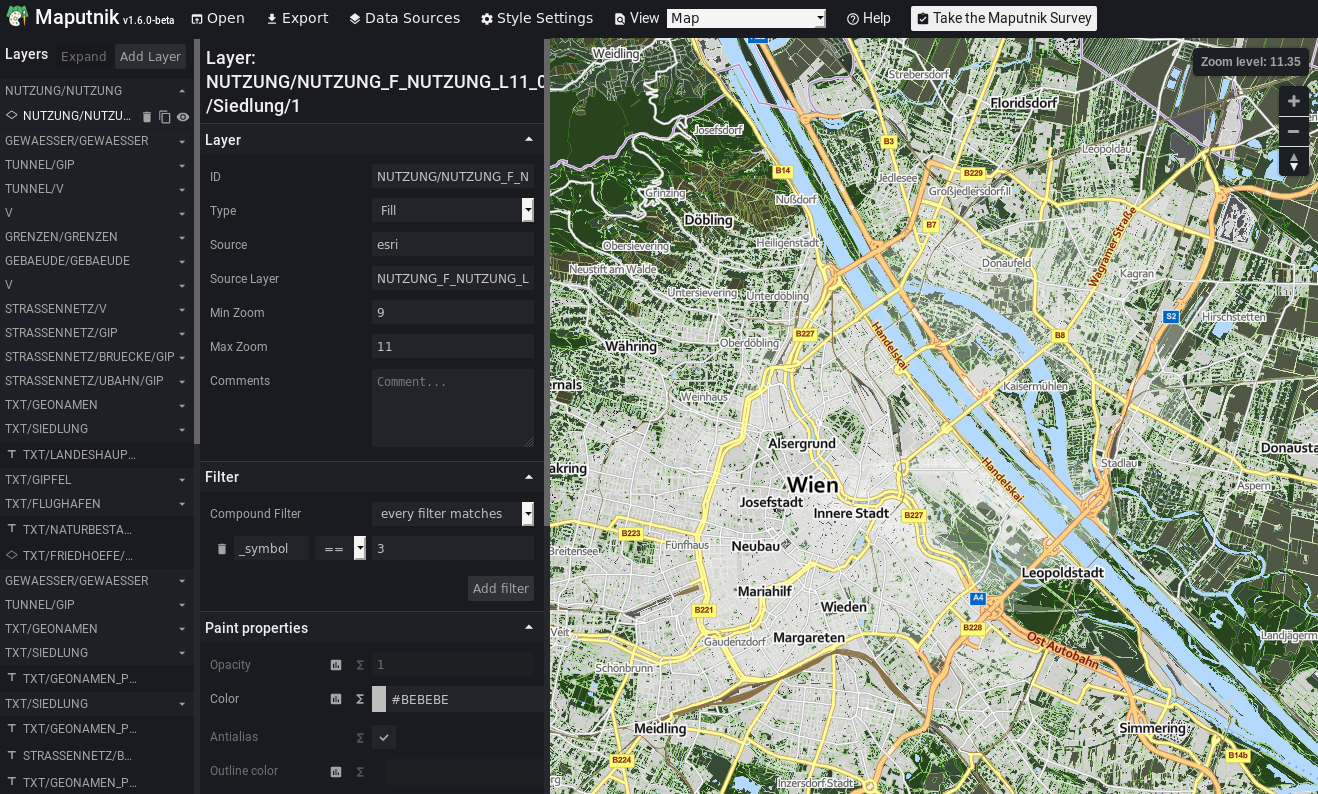 Maputnik v1.6.0-beta
Open
Export
Data Sources
Style Settings
View
Map
Help
Take the Maputnik Survey
Layers
Expand
Add Layer
NUTZUNG/NUTZUNG
NUTZUNG/NUTZU...
GEWAESSER/GEWAESSER
TUNNEL/GIP
TUNNEL/V
V
GRENZEN/GRENZEN
GEBAEUDE/GEBAEUDE
V
STRASSENNETZ/V
STRASSENNETZ/GIP
STRASSENNETZ/BRUECKE/GIP
STRASSENNETZ/UBAHN/GIP
TXT/GEONAMEN
TXT/SIEDLUNG
TXT/LANDESHAUP...
TXT/GIPFEL
TXT/FLUGHAFEN
TXT/NATURBESTA...
TXT/FRIEDHOEFE/...
GEWAESSER/GEWAESSER
TUNNEL/GIP
TXT/GEONAMEN
TXT/SIEDLUNG
TXT/GEONAMEN_P...
TXT/SIEDLUNG
TXT/GEONAMEN_P...
STRASSENNETZ/B...
TXT/GEONAMEN_P...
Layer:
NUTZUNG/NUTZUNG_F_NUTZUNG_L11_0
/Siedlung/1
Layer
ID
NUTZUNG/NUTZUNG_F_N
Type
Fill
Source
esri
Source Layer
NUTZUNG_F_NUTZUNG_L
Min Zoom
9
Max Zoom
11
Comments
Comment...
Filter
Compound Filter
every filter matches
_symbol
==
3
Add filter
Paint properties
Opacity
1
Color
#BEBEBE
Antialias
Outline color
Zoom level: 11.35
Weidling
Strebersdorf
Floridsdorf
Josefsdorf
B3
Leopoldau
B14
B229
Jedlesee
Großjedlersdorf II
Grinzing
Nußdorf
Döbling
B7
Wagramer Straße
Obersievering
Heiligenstadt
Donaufeld
Neustift am Walde
Kagran
Untersievering
Unterdöbling
S2
Hirschstetten
B227
Handelskai
B8
Oberdöbling
Währing
ernals
Kaisermühlen
Weinhaus
Alsergrund
Donausta
akring
Handelskai
Stadlau
Wien
Aspern
Josefstadt
Innere Stadt
B227
B223
Fünfhaus
Neubau
Breitensee
Leopoldstadt
Mariahilf
A4
Wieden
B221
B228
Veit
Gaudenzdorf
Margareten
Landjägerm
Ost Autobahn
Schönbrunn
Meidling
Simmering
B224
B14b
Inzersdorf Stadt